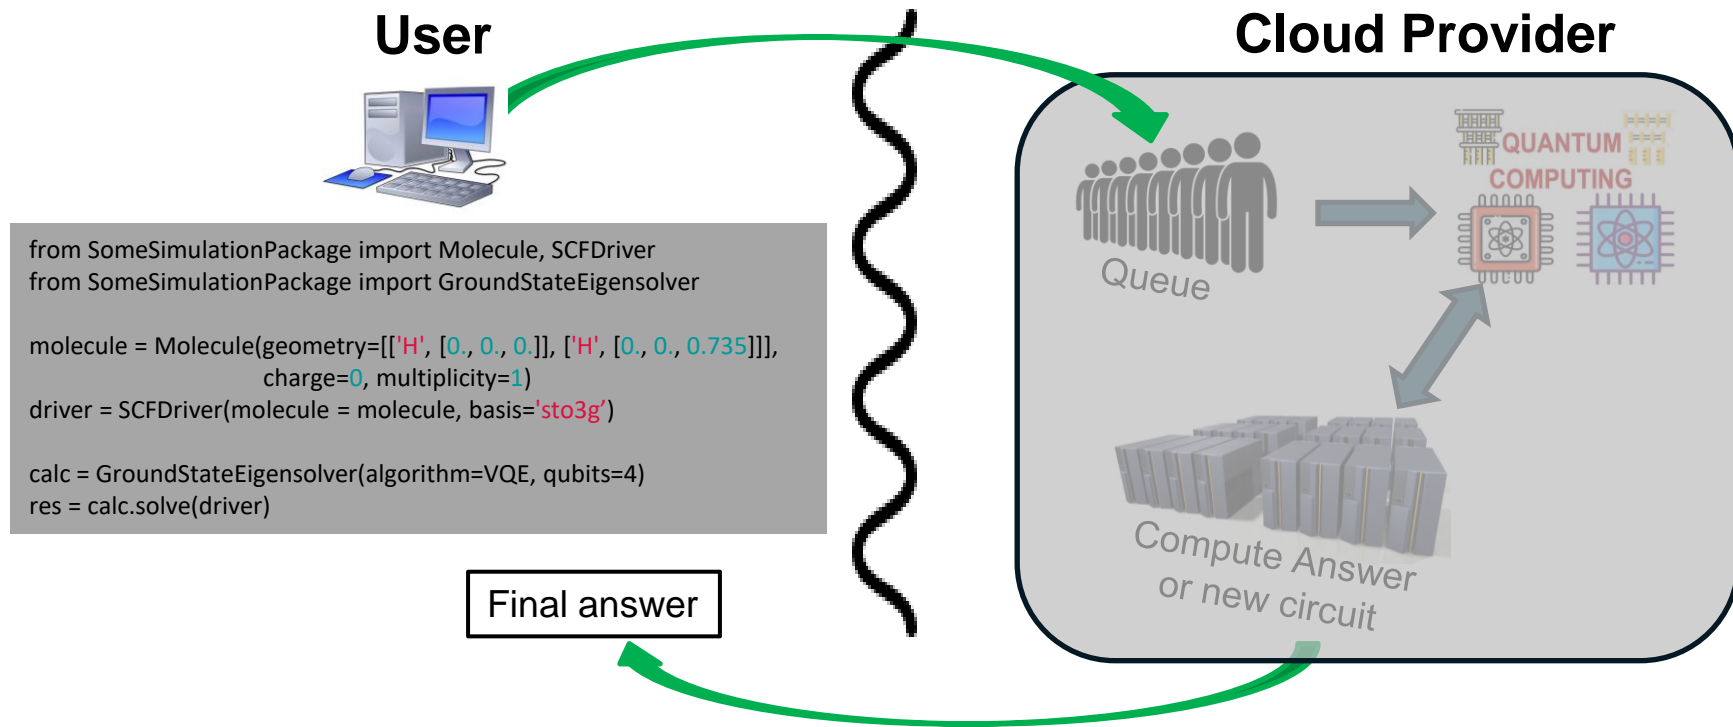 User
Cloud Provider
from SomeSimulationPackage import Molecule, SCFDriver
from SomeSimulationPackage import GroundStateEigensolver
molecule = Molecule(geometry=[['H', [0., 0., 0.]], ['H', [0., 0., 0.735]]],
charge=0, multiplicity=1)
driver = SCFDriver(molecule = molecule, basis='sto3g’)
calc = GroundStateEigensolver(algorithm=VQE, qubits=4)
res = calc.solve(driver)
Final answer
Queue
QUANTUM
COMPUTING
Compute Answer
or new circuit